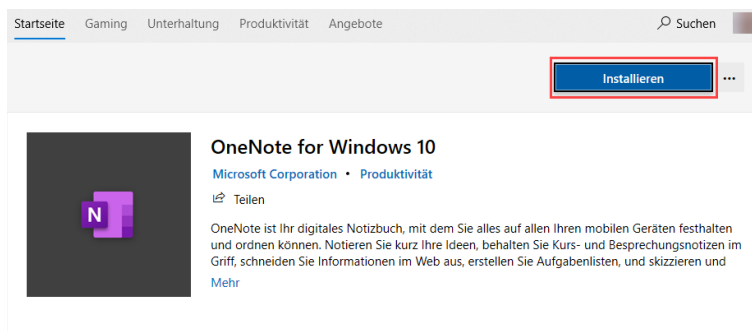 Startseite Gaming Unterhaltung Produktivität Angebote Suchen
Installieren
N
OneNote for Windows 10
Microsoft Corporation • Produktivität
Teilen
OneNote ist Ihr digitales Notizbuch, mit dem Sie alles auf allen Ihren mobilen Geräten festhalten
und ordnen können. Notieren Sie kurz Ihre Ideen, behalten Sie Kurs- und Besprechungsnotizen im
Griff, schneiden Sie Informationen im Web aus, erstellen Sie Aufgabenlisten, und skizzieren und
Mehr